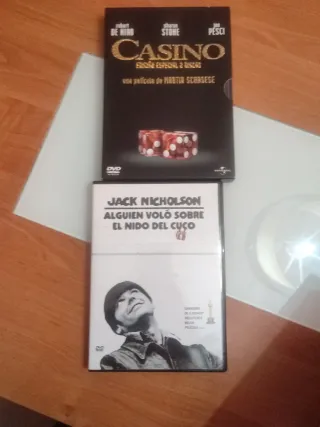 robert DE NIRO
sharon STONE
joe PESCI
CASINO
EDICIÓN ESPECIAL 2 DISCOS
una película de MARTIN SCORSESE
DVD
JACK NICHOLSON
ALGUIEN VOLÓ SOBRE
EL NIDO DEL CUCO